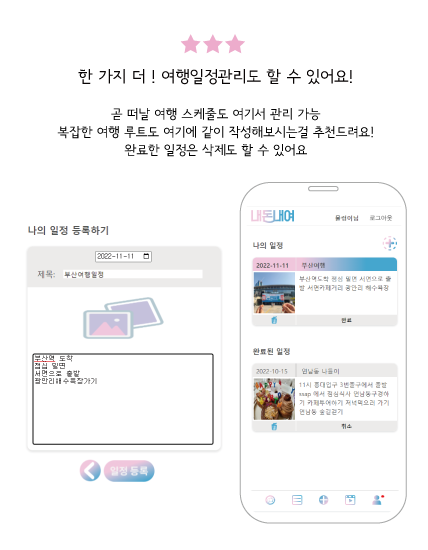 한 가지 더 ! 여행일정관리도 할 수 있어요!
곧 떠날 여행 스케줄도 여기서 관리 가능
복잡한 여행 루트도 여기에 같이 작성해보시는걸 추천드려요!
완료한 일정은 삭제도 할 수 있어요
나의 일정 등록하기
2022-11-11
제목: 부산여행일정
부산역 도착
점심 밀면
서면으로 출발
광안리해수욕장가기
일정 등록
내돈내여
윤선이님 로그아웃
나의 일정
2022-11-11 부산여행
부산역도착 점심 밀면 서면으로 출
발 서면카페거리 광안리 해수욕장
완료
완료된 일정
2022-10-15 연남동 나들이
11시 홍대입구 3번출구에서 출발
soap 에서 점심식사 연남동구경하
기 카페투어하기 저녁먹으러 가기
연남동 숲길걷기
취소